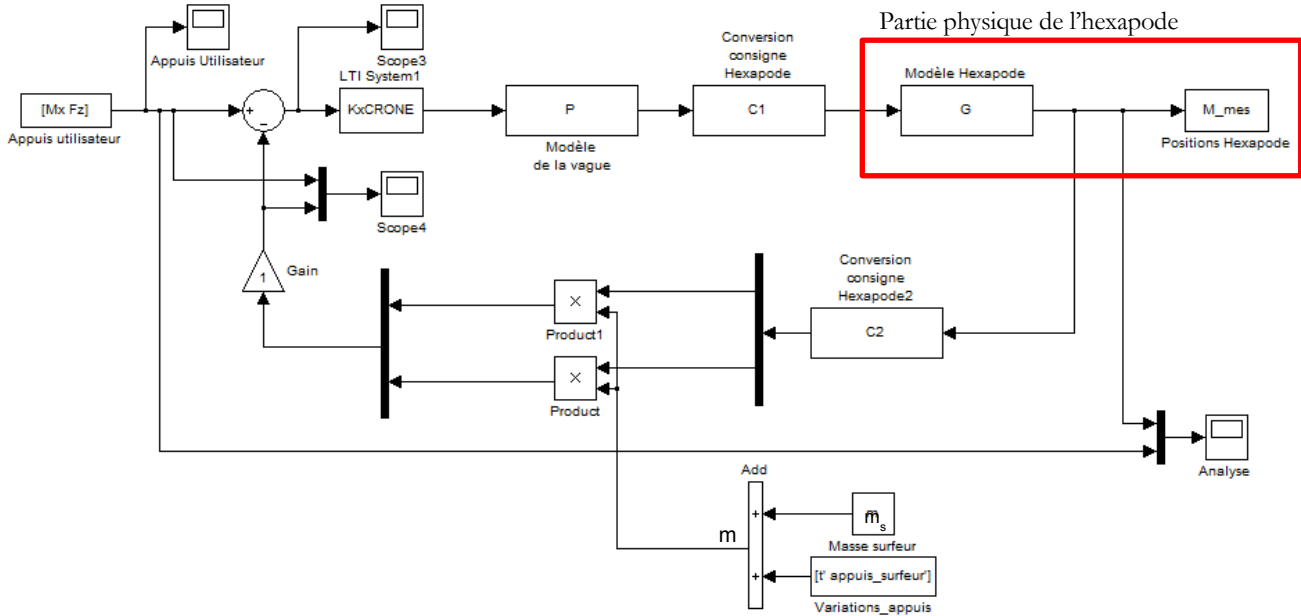 Partie physique de l'hexapode
Appuis Utilisateur
Scope3
LTI System1
Conversion
consigne
Hexapode
Modèle Hexapode
[Mx Fz]
+
−
KxCRONE
P
C1
G
M_mes
Appuis utilisateur
Modèle
de la vague
Positions Hexapode
Scope4
1
Gain
×
Product1
×
Product
Conversion
consigne
Hexapode2
C2
Analyse
Add
+
+
m
m_s
Masse surfeur
[t' appuis_surfeur']
Variations_appuis